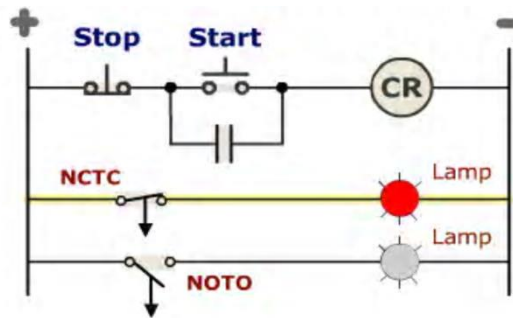 + -
Stop Start
CR
NCTC Lamp
Lamp
NOTO